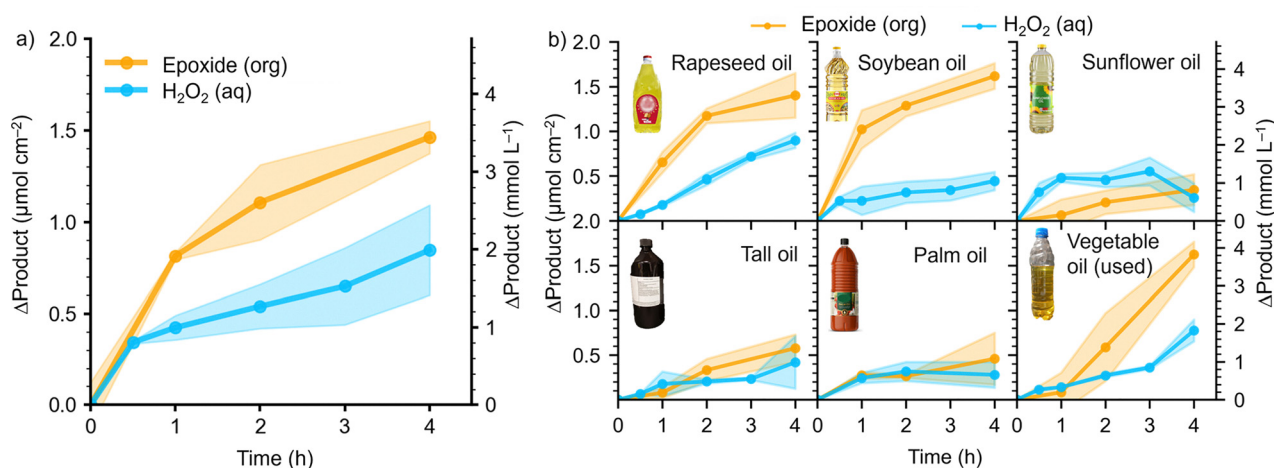 a)
2.0
1.5
1.0
0.5
0.0
ΔProduct (μmol cm⁻²)
Epoxide (org)
H₂O₂ (aq)
4
3
2
1
0
ΔProduct (mmol L⁻¹)
0 1 2 3 4
Time (h)
b)
Epoxide (org)
H₂O₂ (aq)
ΔProduct (μmol cm⁻²)
2.0
1.5
1.0
0.5
2.0
Rapeseed oil
Soybean oil
Sunflower oil
4
3
2
1
0
1.5
1.0
0.5
Tall oil
Palm oil
Vegetable
oil (used)
4
3
2
1
0
ΔProduct (mmol L⁻¹)
0 1 2 3 4
0 1 2 3 4
0 1 2 3 4
Time (h)